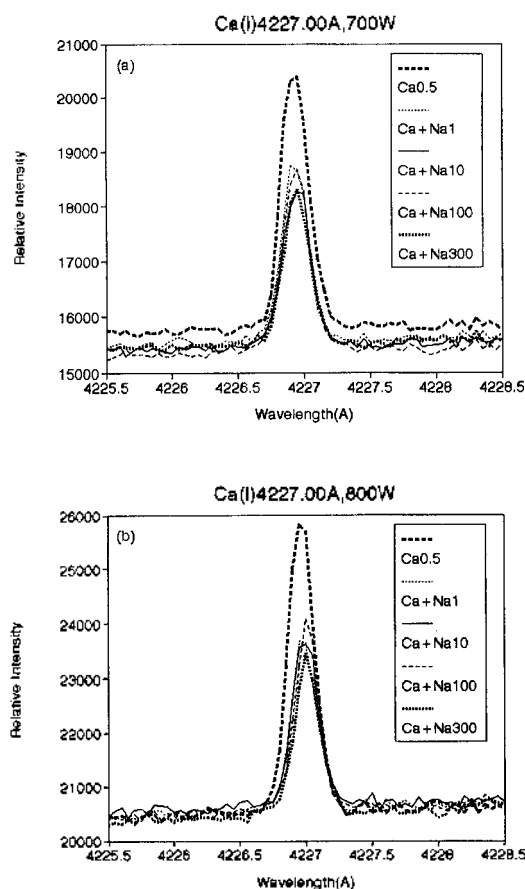 Ca(I)4227.00A,700W
(a)
21000
20000
19000
18000
17000
16000
15000
Relative Intensity
Ca0.5
Ca+Na1
Ca+Na10
Ca+Na100
Ca+Na300
4225.5 4226 4226.5 4227 4227.5 4228 4228.5
Wavelength(A)
Ca(I)4227.00A,800W
(b)
26000
25000
24000
23000
22000
21000
20000
Relative Intensity
Ca0.5
Ca+Na1
Ca+Na10
Ca+Na100
Ca+Na300
4225.5 4226 4226.5 4227 4227.5 4228 4228.5
Wavelength(A)